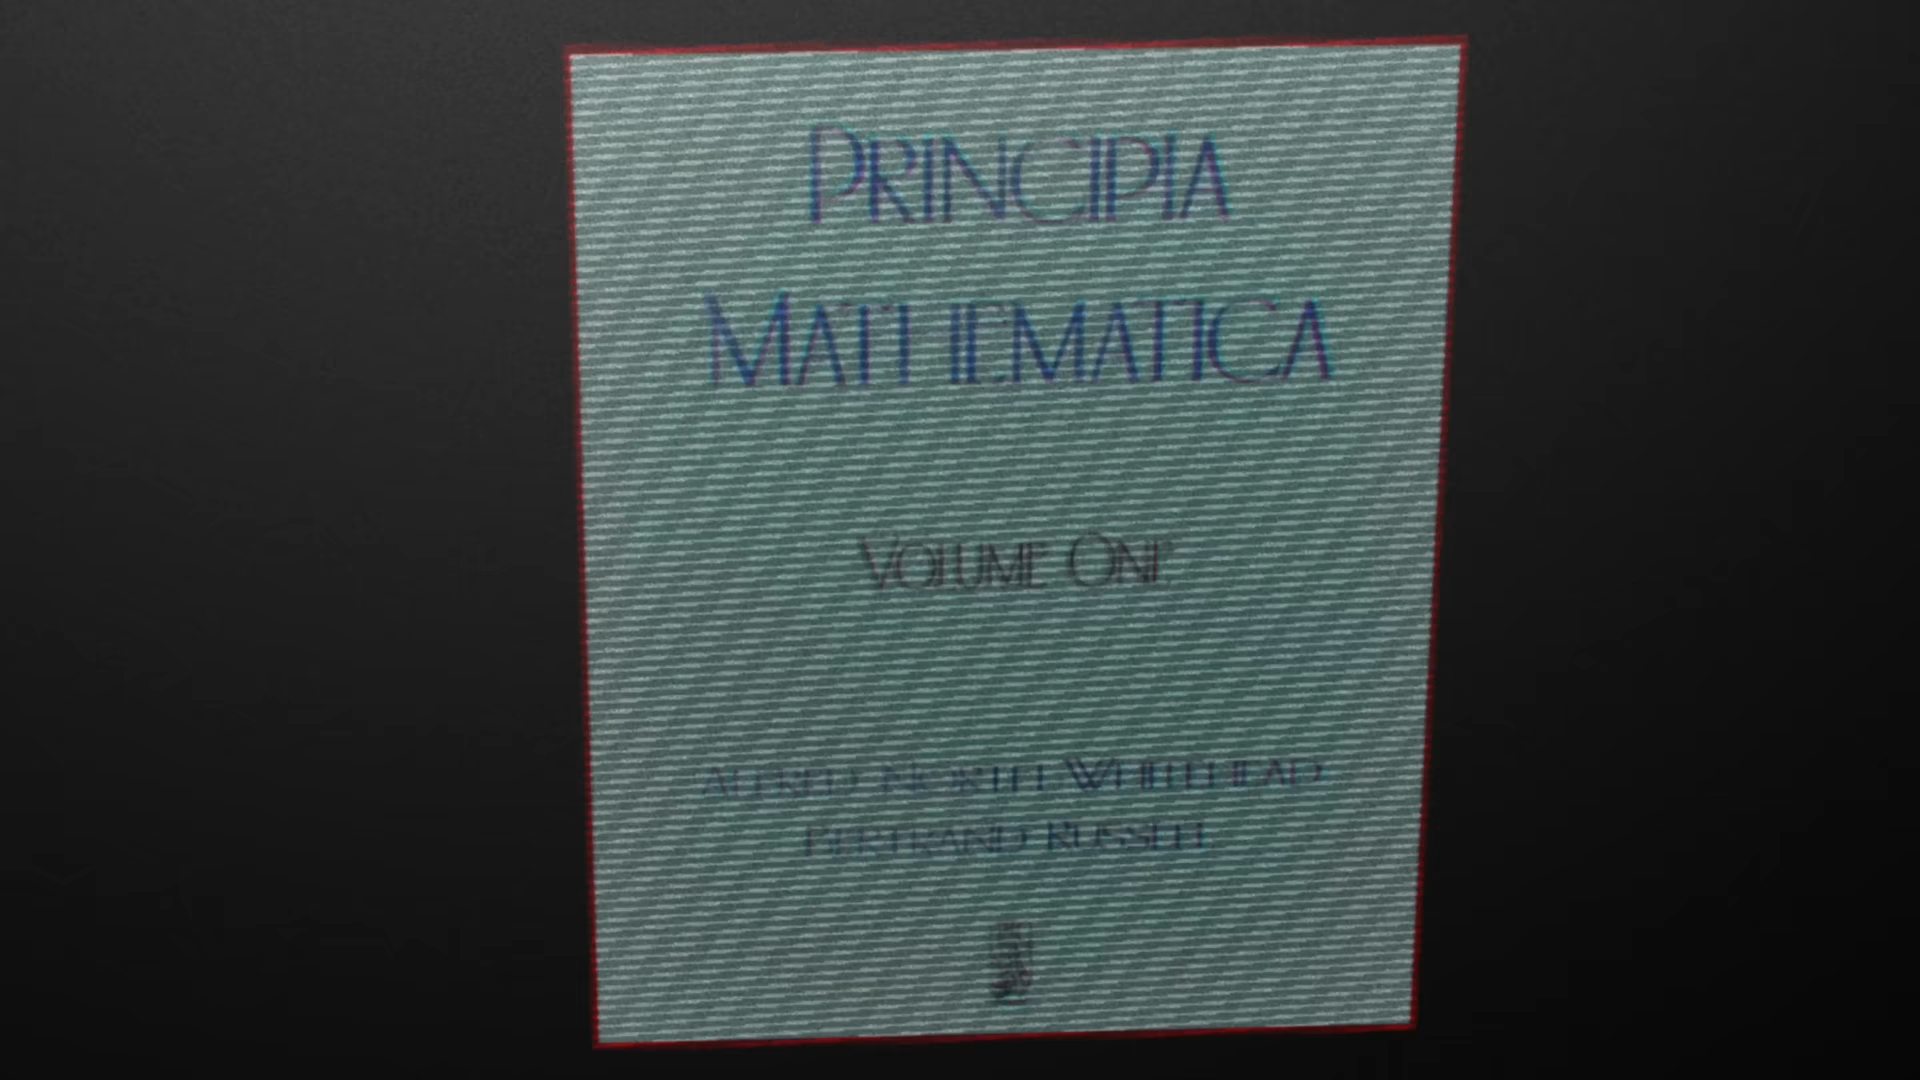 PRINCIPIA
MATHEMATICA
VOLUME ONE
ALFRED NORTH WHITEHEAD
BERTRAND RUSSELL